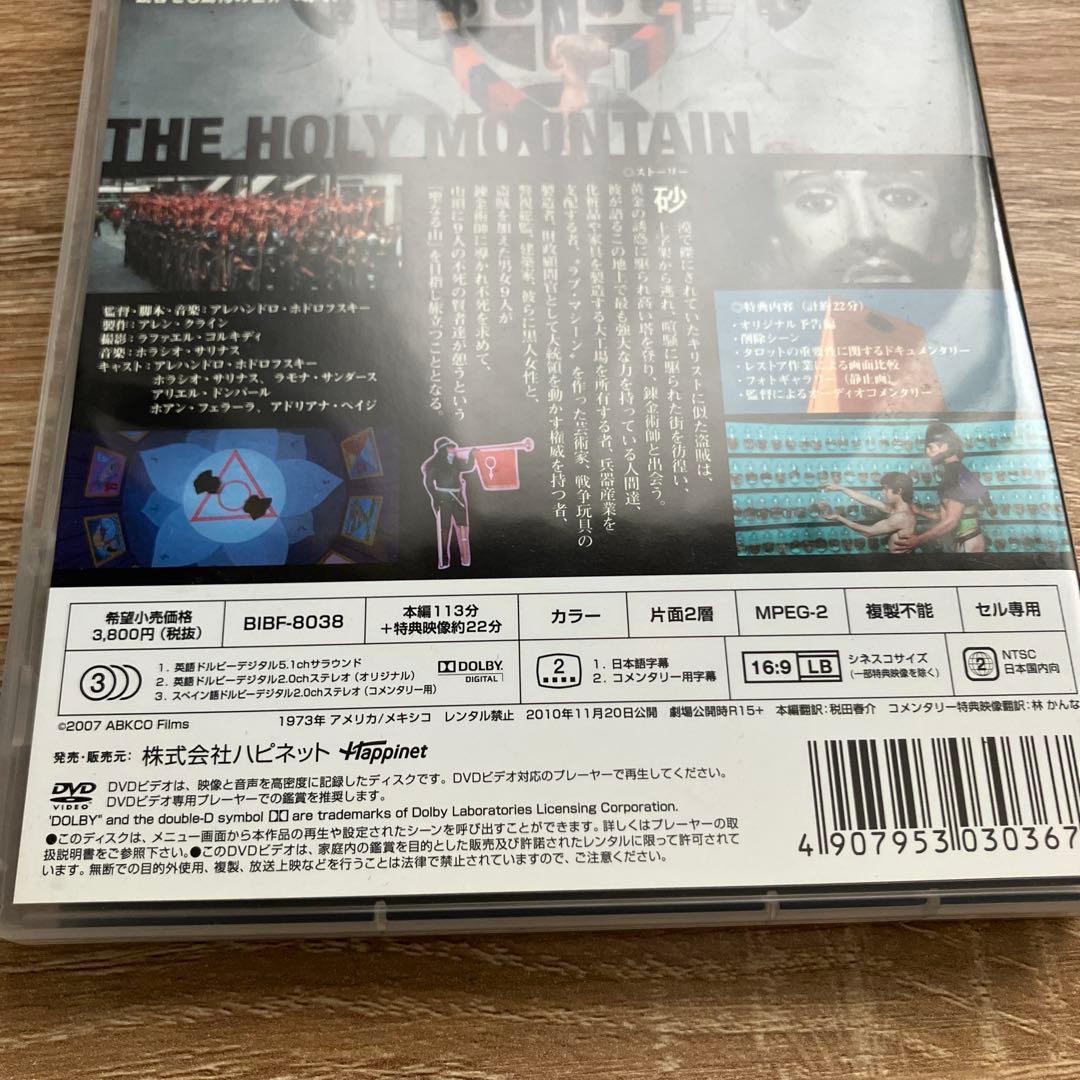 THE HOLY MOUNTAIN
◎ストーリー
砂漠で磔にされていたキリストに似た盗賊は、
十字架から逃れ、喧騒に駆られた街を彷徨い、
黄金の誘惑に駆られ高い塔を登り、錬金術師と出会う。
彼が語るこの地上で最も強大な力を持っている人間達、
化粧品や家具を製造する大工場を所有する者、兵器産業を
支配する者、“ラブ・マシーン”を作った芸術家、戦争玩具の
製造者、財政顧問官として大統領を動かす権威を持つ者、
警視総監、建築家、彼らに黒人女性と、
盗賊を加えた男女9人が
錬金術師に導かれ不死を求めて、
山頂に9人の不死の賢者達が憩うという
「聖なる山」を目指し旅立つこととなる。
監督・脚本・音楽：アレハンドロ・ホドロフスキー
製作：アレン・クライン
撮影：ラファエル・コルキディ
音楽：ホラシオ・サリナス
キャスト：アレハンドロ・ホドロフスキー
ホラシオ・サリナス、ラモナ・サンダース
アリエル・ドンバール
ホアン・フェラーラ、アドリアナ・ペイジ
◎特典内容（計約22分）
・オリジナル予告編
・削除シーン
・タロットの重要性に関するドキュメンタリー
・レストア作業による画面比較
・フォトギャラリー（静止画）
・監督によるオーディオコメンタリー
希望小売価格
3,800円（税抜）
BIBF-8038
本編113分
＋特典映像約22分
カラー
片面2層
MPEG-2
複製不能
セル専用
3
1. 英語ドルビーデジタル5.1chサラウンド
2. 英語ドルビーデジタル2.0chステレオ（オリジナル）
3. スペイン語ドルビーデジタル2.0chステレオ（コメンタリー用）
DOLBY
DIGITAL
2
1. 日本語字幕
2. コメンタリー用字幕
16:9 LB
シネスコサイズ
（一部特典映像を除く）
2
NTSC
日本国内向
©2007 ABKCO Films
1973年 アメリカ/メキシコ レンタル禁止 2010年11月20日公開 劇場公開時R15+ 本編翻訳：税田春介 コメンタリー特典映像翻訳：林 かんな
発売・販売元：株式会社ハピネット Happinet
DVD
VIDEO
DVDビデオは、映像と音声を高密度に記録したディスクです。DVDビデオ対応のプレーヤーで再生してください。
DVDビデオ専用プレーヤーでの鑑賞を推奨します。
'DOLBY" and the double-D symbol are trademarks of Dolby Laboratories Licensing Corporation.
●このディスクは、メニュー画面から本作品の再生や設定されたシーンを呼び出すことができます。詳しくはプレーヤーの取
扱説明書をご参照下さい。●このDVDビデオは、家庭内の鑑賞を目的とした販売及び許諾されたレンタルに限って許可されて
います。無断での目的外使用、複製、放送上映などを行うことは法律で禁止されていますので、ご注意ください。
4 907953 030367